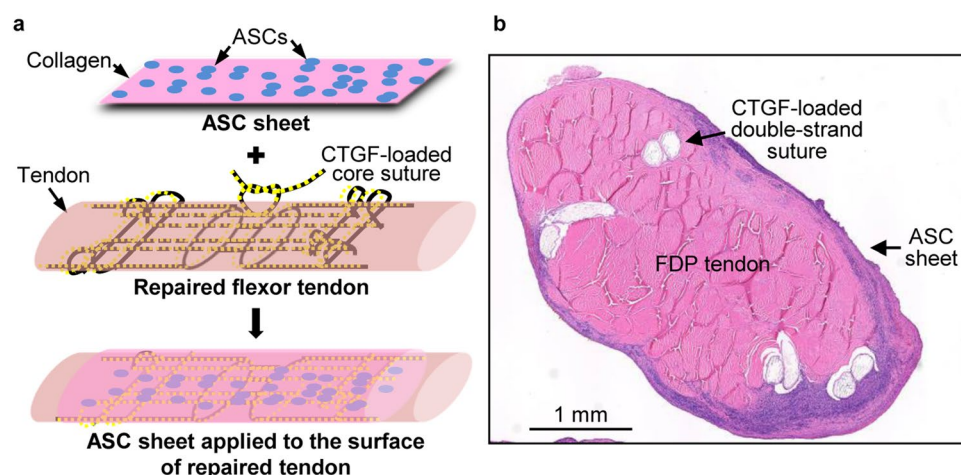 a
ASCs
Collagen
ASC sheet
+
CTGF-loaded
core suture
Tendon
Repaired flexor tendon
ASC sheet applied to the surface
of repaired tendon
b
CTGF-loaded
double-strand
suture
ASC
sheet
FDP tendon
1 mm